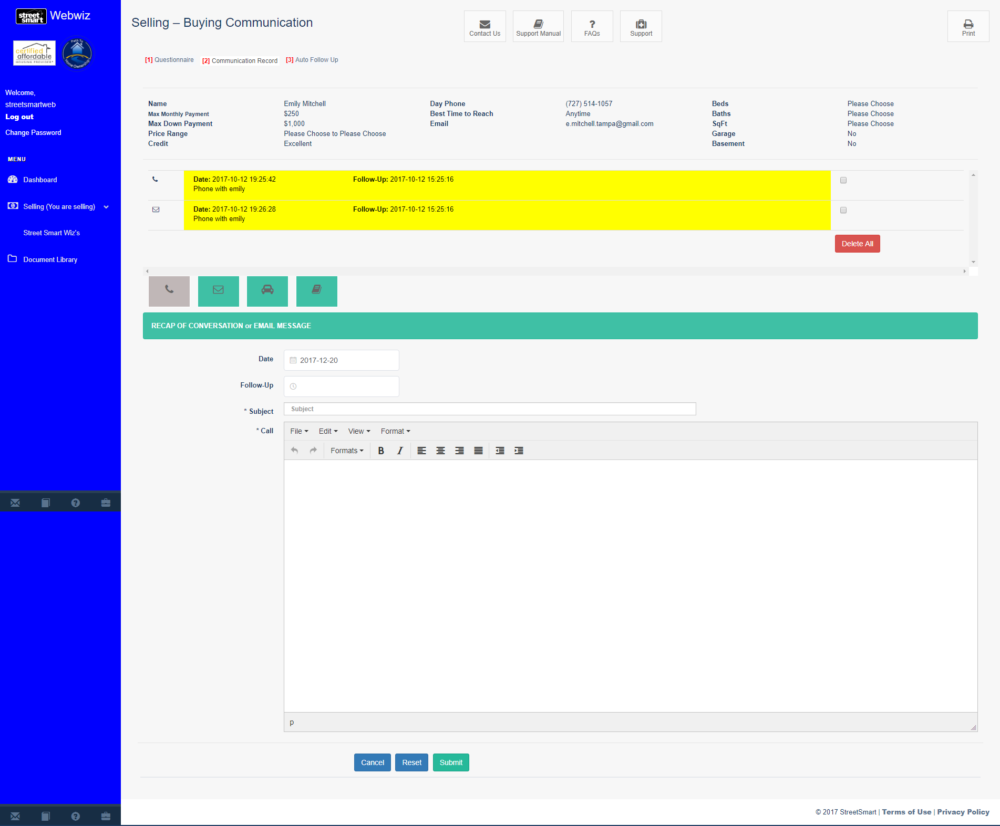 street smart Webwiz
certified affordable HOUSING PROVIDER
Path To Home Ownership
Welcome,
streetsmartweb
Log out
Change Password
MENU
Dashboard
Selling (You are selling)
Street Smart Wiz's
Document Library
Selling – Buying Communication
Contact Us
Support Manual
FAQs
Support
Print
[1] Questionnaire [2] Communication Record [3] Auto Follow Up
Name Emily Mitchell Day Phone (727) 514-1057 Beds Please Choose
Max Monthly Payment $250 Best Time to Reach Anytime Baths Please Choose
Max Down Payment $1,000 Email e.mitchell.tampa@gmail.com SqFt Please Choose
Price Range Please Choose to Please Choose Garage No
Credit Excellent Basement No
Date: 2017-10-12 19:25:42 Follow-Up: 2017-10-12 15:25:16
Phone with emily
Date: 2017-10-12 19:26:28 Follow-Up: 2017-10-12 15:25:16
Phone with emily
Delete All
RECAP OF CONVERSATION or EMAIL MESSAGE
Date 2017-12-20
Follow-Up
* Subject Subject
* Call File Edit View Format
Formats B I
p
Cancel Reset Submit
© 2017 StreetSmart | Terms of Use | Privacy Policy